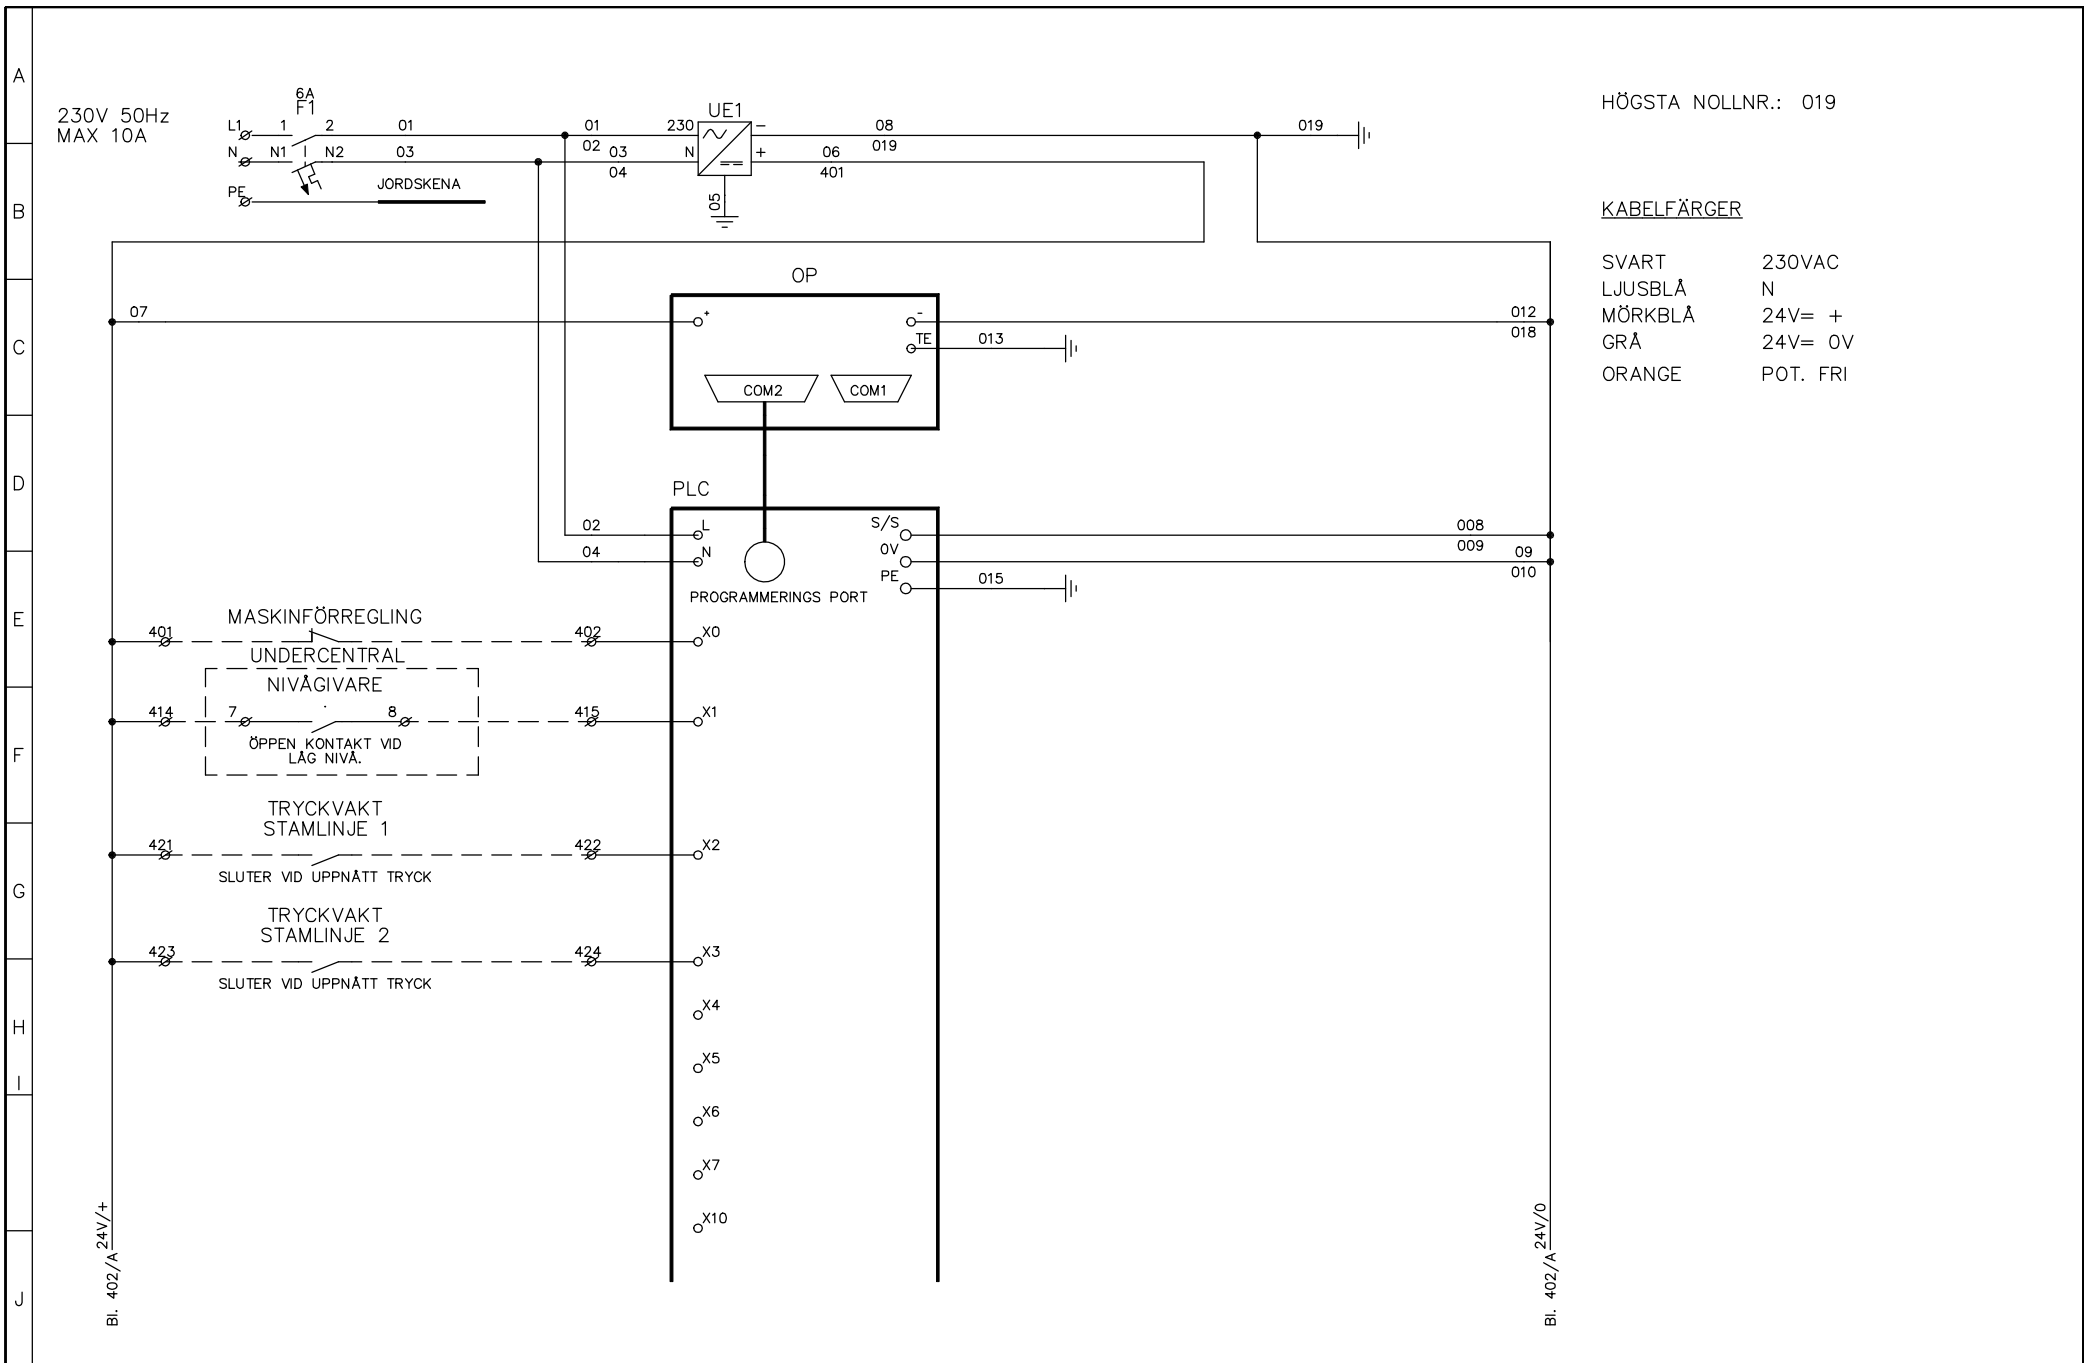 A
B
C
D
E
F
G
H
I
J
230V 50Hz
MAX 10A
6A
F1
L1 1 2 01 01 230
02
N N1 N2 03 03 N
04
PE
JORDSKENA
UE1
− 08
019
+ 06
401
05
019
HÖGSTA NOLLNR.: 019
KABELFÄRGER
SVART 230VAC
LJUSBLÅ N
MÖRKBLÅ 24V= +
GRÅ 24V= 0V
ORANGE POT. FRI
OP
07 + - 012
018
TE 013
COM2 COM1
PLC
02 L S/S 008
009
04 N 0V 09
010
PE 015
PROGRAMMERINGS PORT
MASKINFÖRREGLING
401 402 X0
UNDERCENTRAL
NIVÅGIVARE
414 7 8 415 X1
ÖPPEN KONTAKT VID
LÅG NIVÅ.
TRYCKVAKT
STAMLINJE 1
421 422 X2
SLUTER VID UPPNÅTT TRYCK
TRYCKVAKT
STAMLINJE 2
423 424 X3
SLUTER VID UPPNÅTT TRYCK
X4
X5
X6
X7
X10
Bl. 402/A 24V/+
Bl. 402/A 24V/0